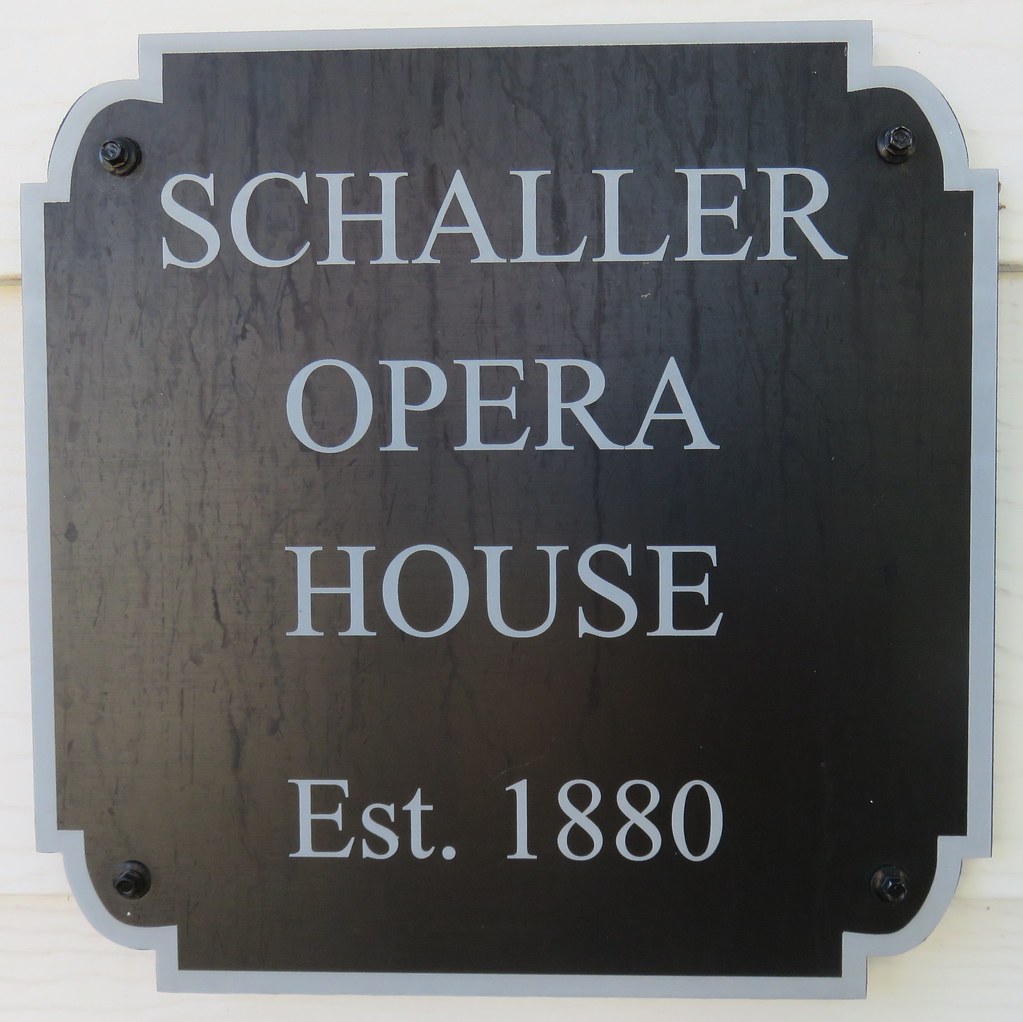 SCHALLER
OPERA
HOUSE
Est. 1880